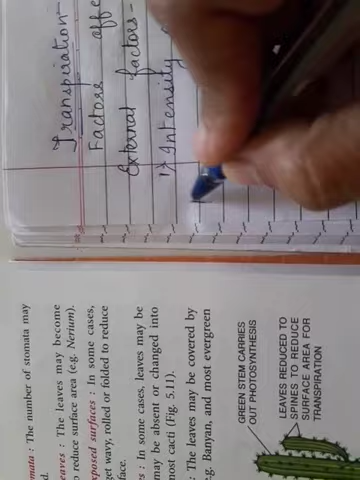 Transpiration-
Factors affe
External factors-
1) Intensity
omata : The number of stomata may
d.
eaves : The leaves may become
o reduce surface area (e.g. Nerium).
xposed surfaces : In some cases,
get wavy, rolled or folded to reduce
rface.
es : In some cases, leaves may be
may be absent or changed into
most cacti (Fig. 5.11).
: The leaves may be covered by
e.g. Banyan, and most evergreen
GREEN STEM CARRIES
OUT PHOTOSYNTHESIS
LEAVES REDUCED TO
SPINES TO REDUCE
SURFACE AREA FOR
TRANSPIRATION